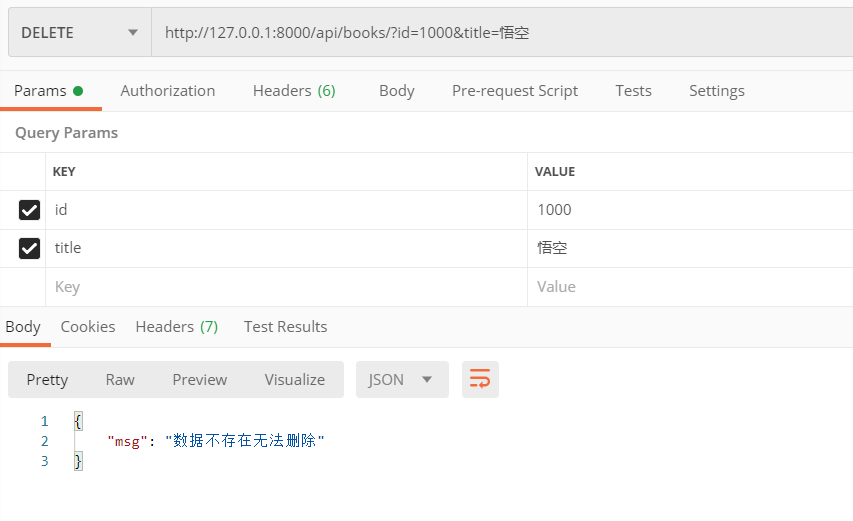 DELETE http://127.0.0.1:8000/api/books/?id=1000&title=悟空
Params Authorization Headers (6) Body Pre-request Script Tests Settings
Query Params
KEY VALUE
id 1000
title 悟空
Key Value
Body Cookies Headers (7) Test Results
Pretty Raw Preview Visualize JSON
1 {
2 "msg": "数据不存在无法删除"
3 }